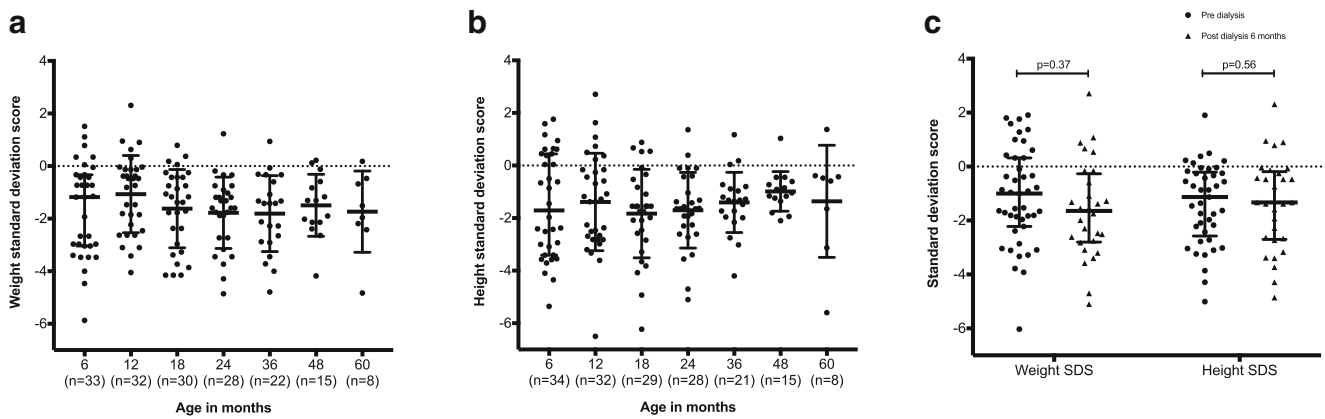 a
Weight standard deviation score
4
2
0
-2
-4
-6
6 12 18 24 36 48 60
(n=33) (n=32) (n=30) (n=28) (n=22) (n=15) (n=8)
Age in months
b
Height standard deviation score
4
2
0
-2
-4
-6
6 12 18 24 36 48 60
(n=34) (n=32) (n=29) (n=28) (n=21) (n=15) (n=8)
Age in months
c
Pre dialysis
Post dialysis 6 months
Standard deviation score
4
2
0
-2
-4
-6
p=0.37
p=0.56
Weight SDS Height SDS